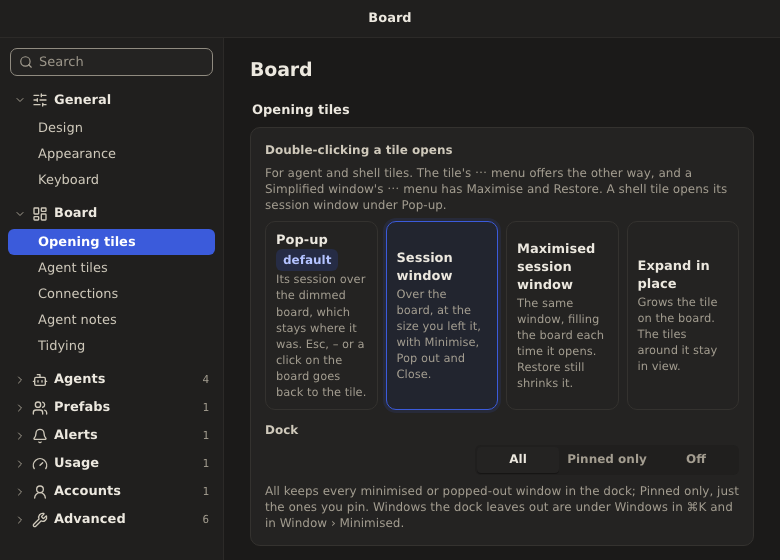 Board
Search
General
Design
Appearance
Keyboard
Board
Opening tiles
Agent tiles
Connections
Agent notes
Tidying
Agents 4
Prefabs 1
Alerts 1
Usage 1
Accounts 1
Advanced 6
Board
Opening tiles
Double-clicking a tile opens
For agent and shell tiles. The tile's ··· menu offers the other way, and a
Simplified window's ··· menu has Maximise and Restore. A shell tile opens its
session window under Pop-up.
Pop-up
default
Its session over
the dimmed
board, which
stays where it
was. Esc, – or a
click on the
board goes
back to the tile.
Session
window
Over the
board, at the
size you left it,
with Minimise,
Pop out and
Close.
Maximised
session
window
The same
window, filling
the board each
time it opens.
Restore still
shrinks it.
Expand in
place
Grows the tile
on the board.
The tiles
around it stay
in view.
Dock
All Pinned only Off
All keeps every minimised or popped-out window in the dock; Pinned only, just
the ones you pin. Windows the dock leaves out are under Windows in ⌘K and
in Window › Minimised.